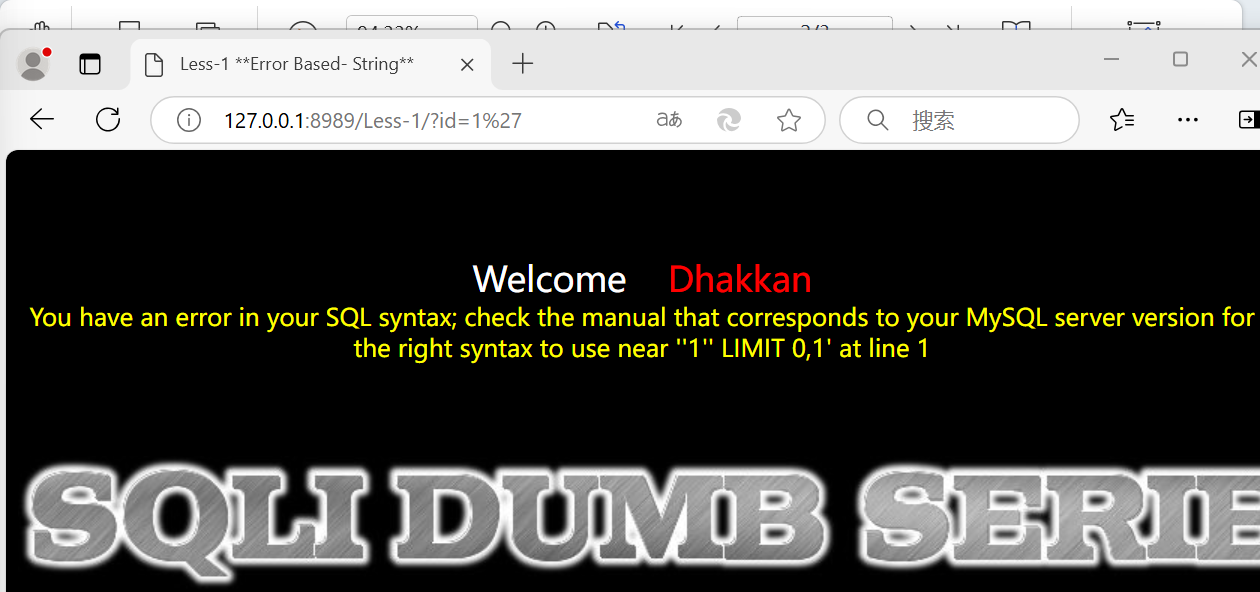 Less-1 **Error Based- String**
127.0.0.1:8989/Less-1/?id=1%27
aあ
搜索
Welcome Dhakkan
You have an error in your SQL syntax; check the manual that corresponds to your MySQL server version for
the right syntax to use near ''1'' LIMIT 0,1' at line 1
SQLI DUMB SERIE